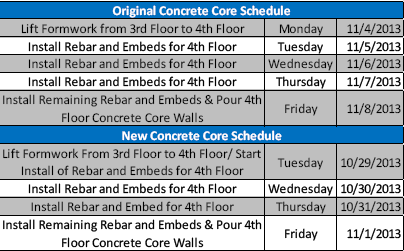 Original Concrete Core Schedule
Lift Formwork from 3rd Floor to 4th Floor Monday 11/4/2013
Install Rebar and Embeds for 4th Floor Tuesday 11/5/2013
Install Rebar and Embeds for 4th Floor Wednesday 11/6/2013
Install Rebar and Embeds for 4th Floor Thursday 11/7/2013
Install Remaining Rebar and Embeds & Pour 4th
Floor Concrete Core Walls Friday 11/8/2013
New Concrete Core Schedule
Lift Formwork From 3rd Floor to 4th Floor/ Start
Install of Rebar and Embeds for 4th Floor Tuesday 10/29/2013
Install Rebar and Embeds for 4th Floor Wednesday 10/30/2013
Install Rebar and Embed for 4th Floor Thursday 10/31/2013
Install Remaining Rebar and Embeds & Pour 4th
Floor Concrete Core Walls Friday 11/1/2013